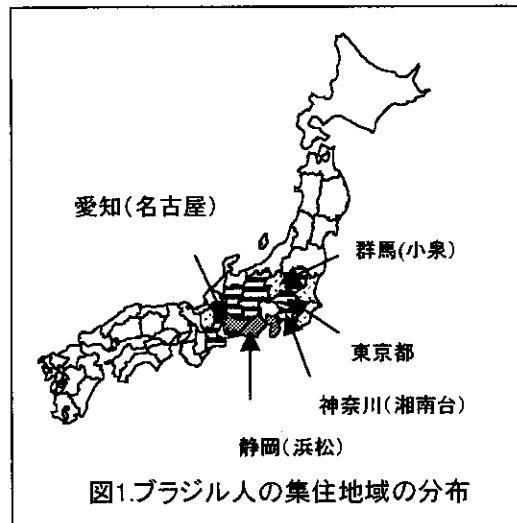 愛知(名古屋)
群馬(小泉)
東京都
神奈川(湘南台)
静岡(浜松)
図1.ブラジル人の集住地域の分布